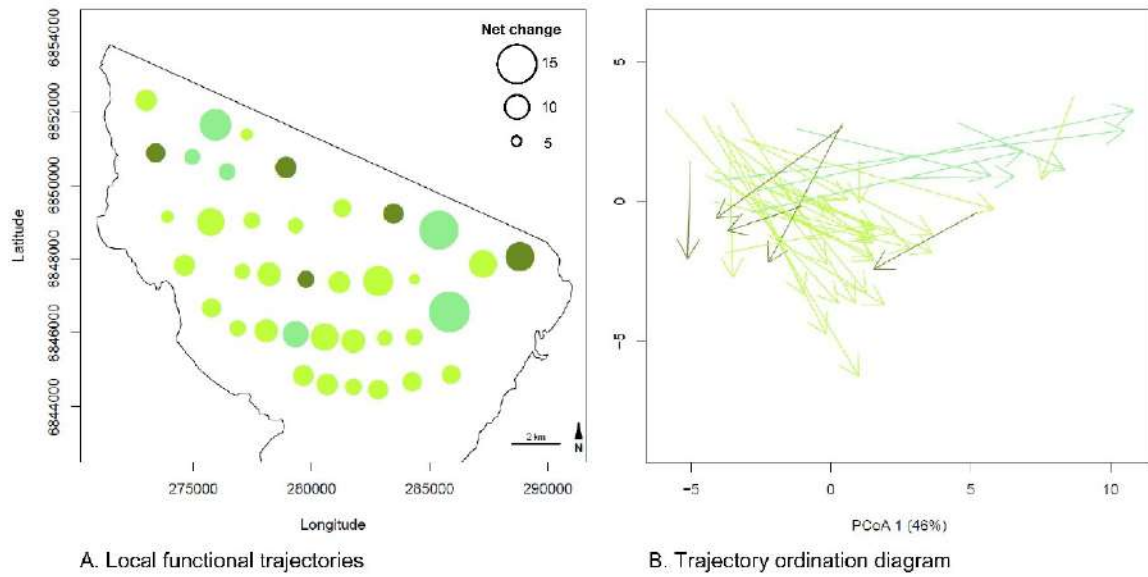 Net change
15
10
5
6854000
6852000
6850000
6848000
6846000
6844000
Latitude
2 km
N
275000
280000
285000
290000
Longitude
A. Local functional trajectories
5
0
−5
−5
0
5
10
PCoA 1 (46%)
B. Trajectory ordination diagram